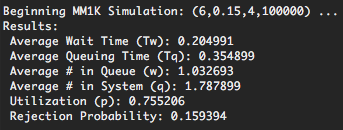 Beginning MM1K Simulation: (6,0.15,4,100000) ...
Results:
Average Wait Time (Tw): 0.204991
Average Queuing Time (Tq): 0.354899
Average # in Queue (w): 1.032693
Average # in System (q): 1.787899
Utilization (p): 0.755206
Rejection Probability: 0.159394